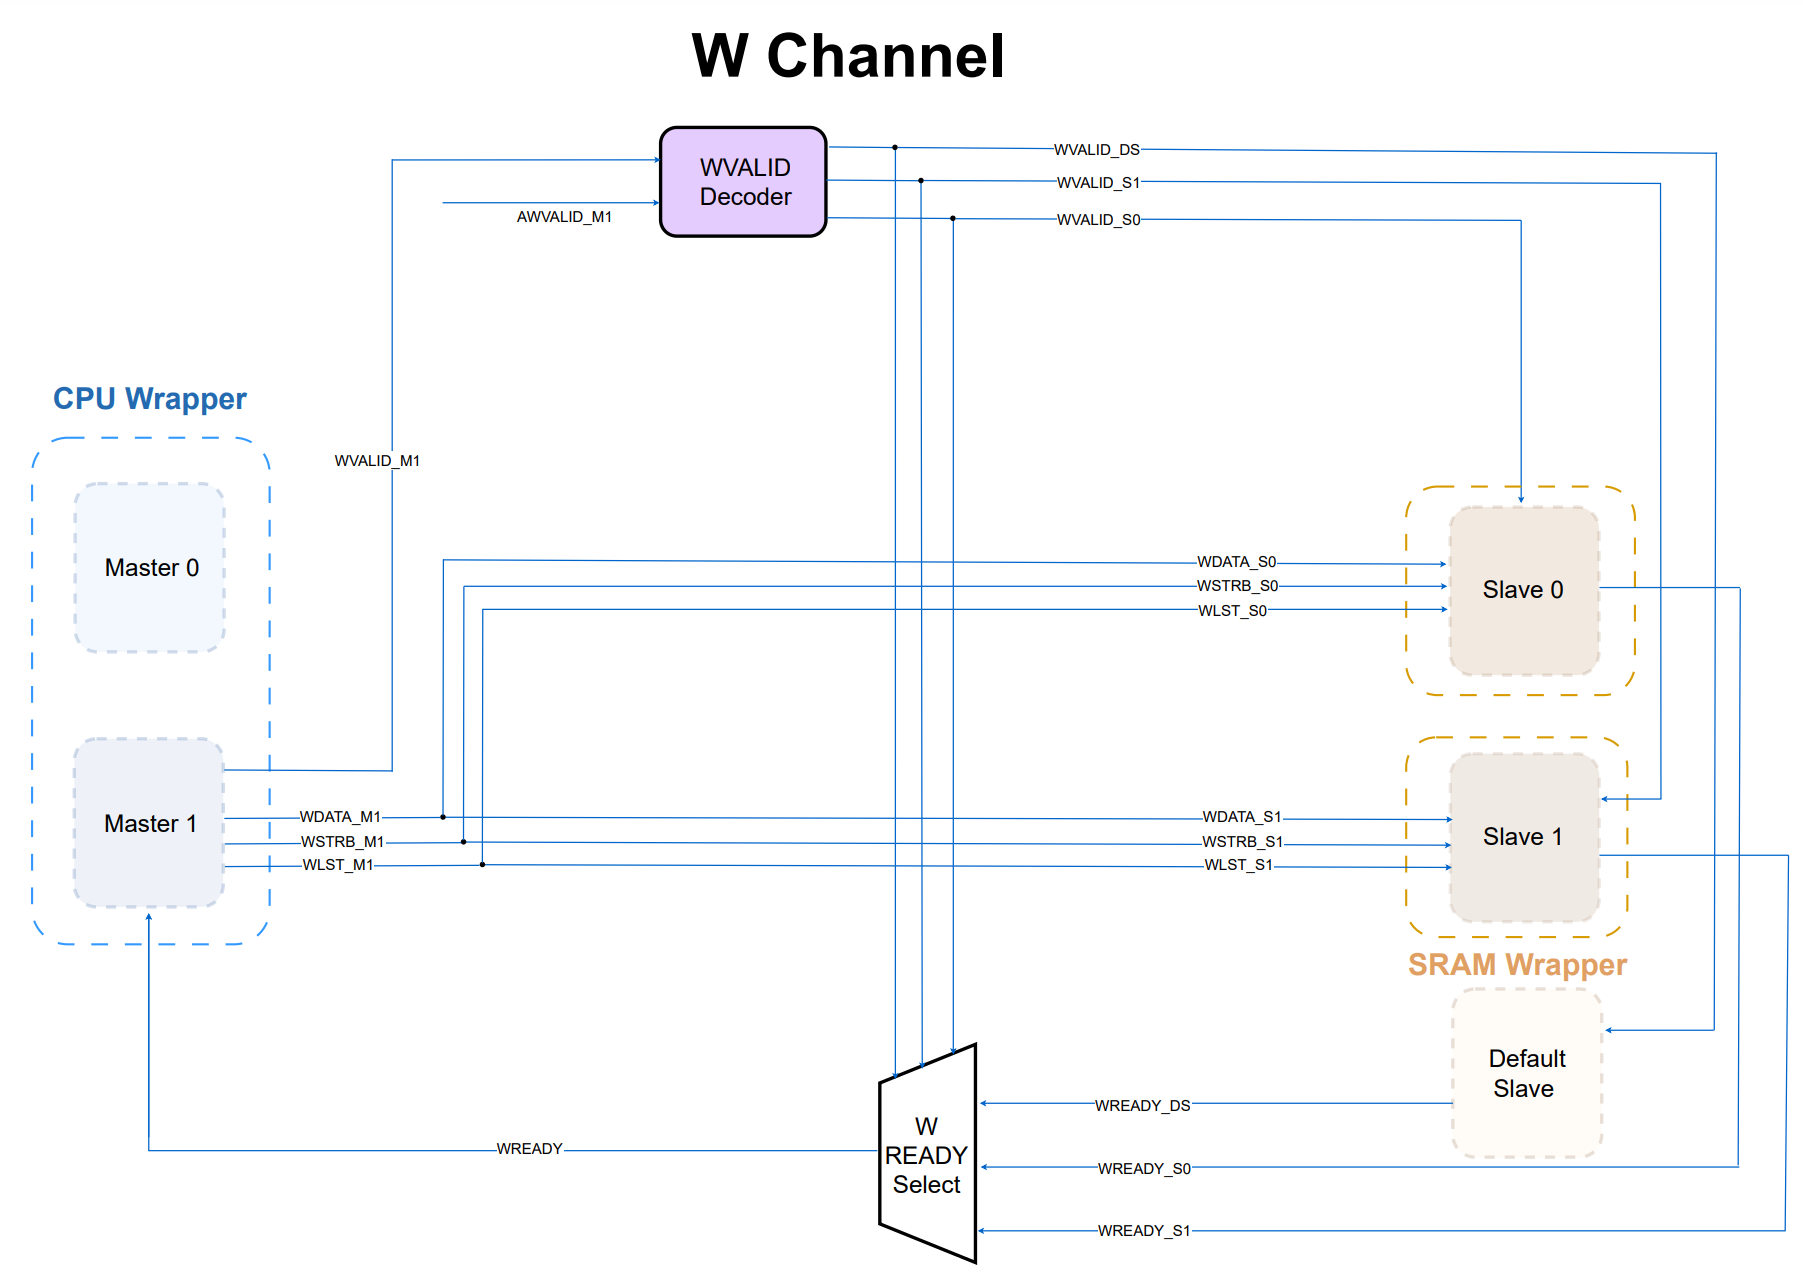 W Channel
WVALID
Decoder
WVALID_DS
WVALID_S1
WVALID_S0
AWVALID_M1
CPU Wrapper
WVALID_M1
Master 0
WDATA_S0
WSTRB_S0
WLST_S0
Slave 0
Master 1
WDATA_M1
WSTRB_M1
WLST_M1
WDATA_S1
WSTRB_S1
WLST_S1
Slave 1
SRAM Wrapper
Default
Slave
W
READY
Select
WREADY_DS
WREADY
WREADY_S0
WREADY_S1